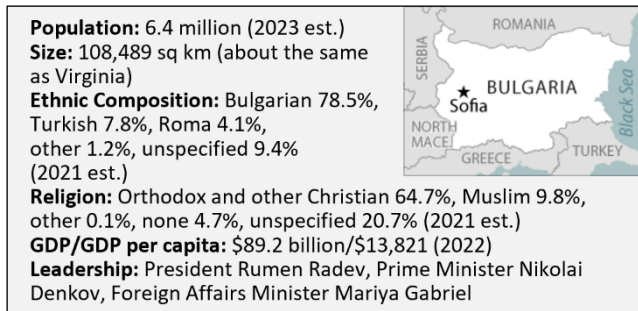 Population: 6.4 million (2023 est.)
Size: 108,489 sq km (about the same
as Virginia)
Ethnic Composition: Bulgarian 78.5%,
Turkish 7.8%, Roma 4.1%,
other 1.2%, unspecified 9.4%
(2021 est.)
Religion: Orthodox and other Christian 64.7%, Muslim 9.8%,
other 0.1%, none 4.7%, unspecified 20.7% (2021 est.)
GDP/GDP per capita: $89.2 billion/$13,821 (2022)
Leadership: President Rumen Radev, Prime Minister Nikolai
Denkov, Foreign Affairs Minister Mariya Gabriel
ROMANIA
SERBIA
BULGARIA
Sofia
Black Sea
NORTH
MACE.
GREECE
TURKEY